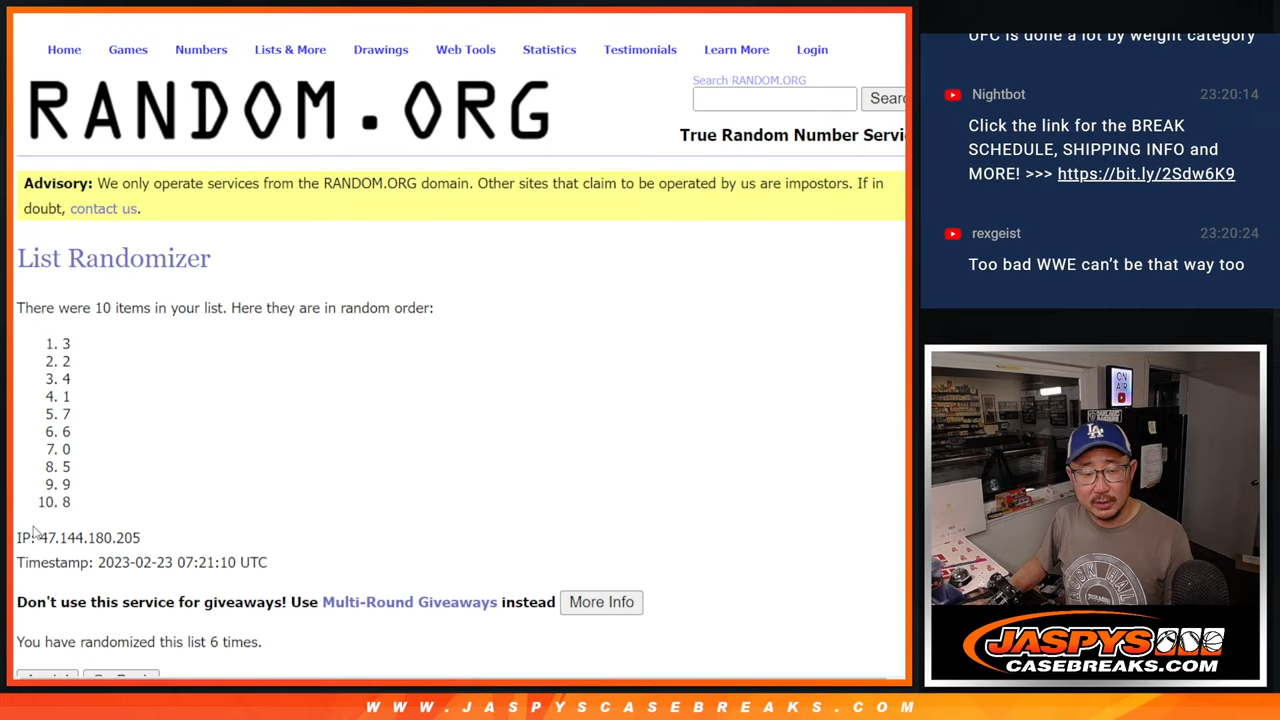 Home Games Numbers Lists & More Drawings Web Tools Statistics Testimonials Learn More Login
RANDOM.ORG
Search RANDOM.ORG
Sear
True Random Number Servi
Advisory: We only operate services from the RANDOM.ORG domain. Other sites that claim to be operated by us are impostors. If in
doubt, contact us.
List Randomizer
There were 10 items in your list. Here they are in random order:
1. 3
2. 2
3. 4
4. 1
5. 7
6. 6
7. 0
8. 5
9. 9
10. 8
IP: 47.144.180.205
Timestamp: 2023-02-23 07:21:10 UTC
Don't use this service for giveaways! Use Multi-Round Giveaways instead More Info
You have randomized this list 6 times.
UFC is done a lot by weight category
Nightbot 23:20:14
Click the link for the BREAK
SCHEDULE, SHIPPING INFO and
MORE! >>> https://bit.ly/2Sdw6K9
rexgeist 23:20:24
Too bad WWE can't be that way too
ON
AIR
LA
JASPYS
CASEBREAKS.COM
WWW.JASPYSCASEBREAKS.COM